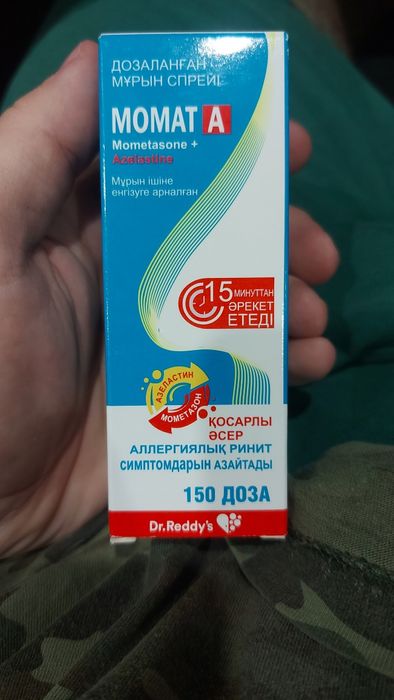 ДОЗАЛАНҒАН
МҰРЫН СПРЕЙІ
МОМАТ А
Mometasone +
Azelastine
Мұрын ішіне
енгізуге арналған
15 МИНУТТАН
ӘРЕКЕТ
ЕТЕДІ
АЗЕЛАСТИН
МОМЕТАЗОН
ҚОСАРЛЫ
ӘСЕР
АЛЛЕРГИЯЛЫҚ РИНИТ
СИМПТОМДАРЫН АЗАЙТАДЫ
150 ДОЗА
Dr.Reddy's